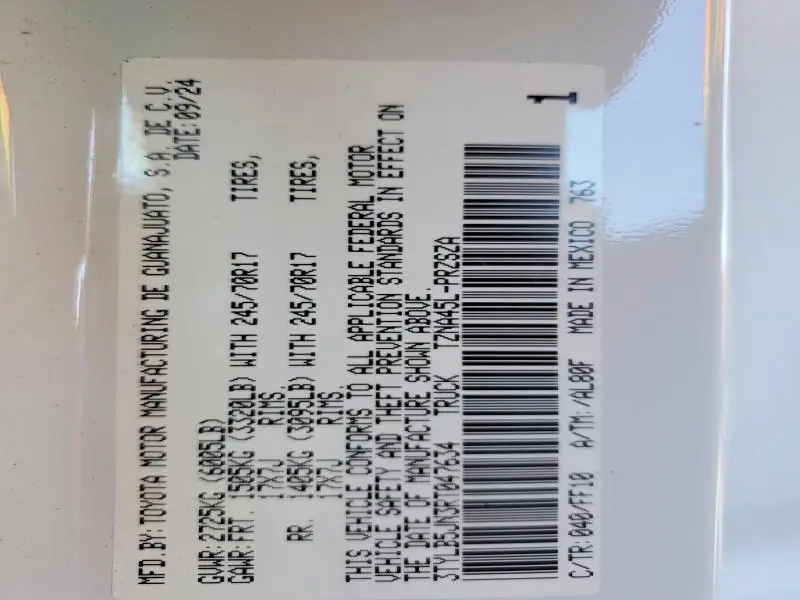 MFD.BY:TOYOTA MOTOR MANUFACTURING DE GUANAJUATO, S.A. DE C.V.
DATE:09/24
GVWR:2725KG (6005LB)
GAWR:FRT. 1505KG (3320LB) WITH 245/70R17 TIRES,
17X7J RIMS,
RR. 1405KG (3095LB) WITH 245/70R17 TIRES,
17X7J RIMS.
THIS VEHICLE CONFORMS TO ALL APPLICABLE FEDERAL MOTOR
VEHICLE SAFETY AND THEFT PREVENTION STANDARDS IN EFFECT ON
THE DATE OF MANUFACTURE SHOWN ABOVE.
3TYLB5JN3RT047634 TRUCK TZNA45L-PRZSZA
C/TR:040/FF10 A/TM:/AL80F MADE IN MEXICO 763